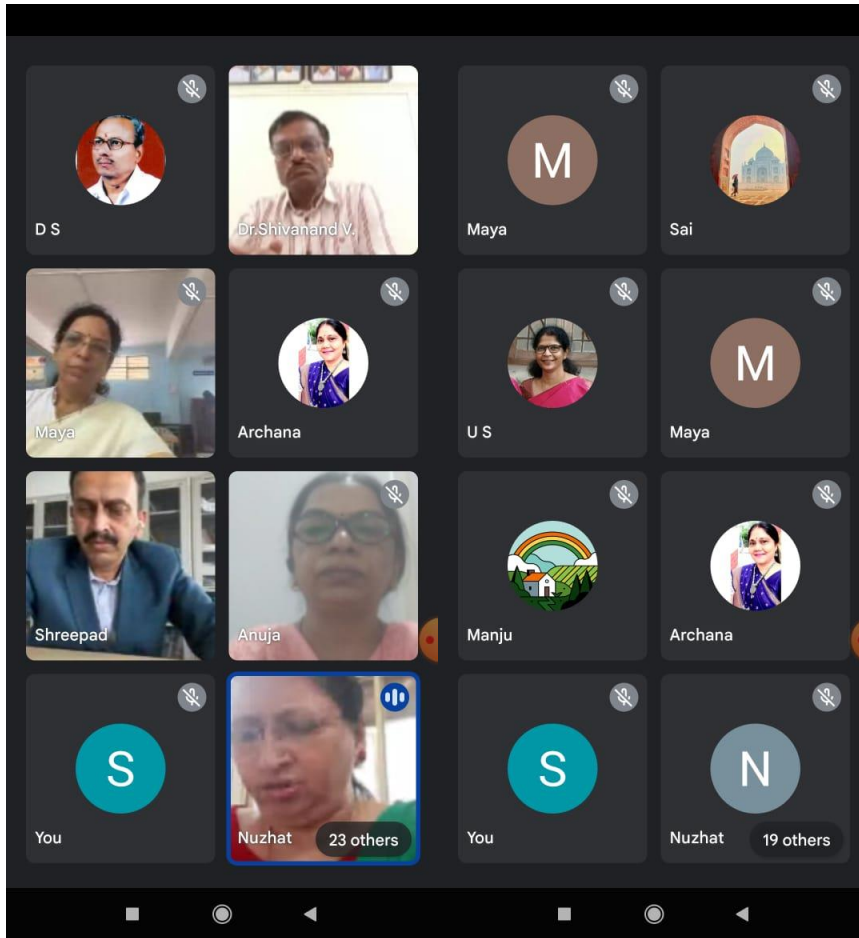 D S
Dr.Shivanand V.
Maya
Archana
Shreepad
Anuja
S
You
Nuzhat
23 others
M
Maya
Sai
U S
M
Maya
Manju
Archana
S
You
N
Nuzhat
19 others